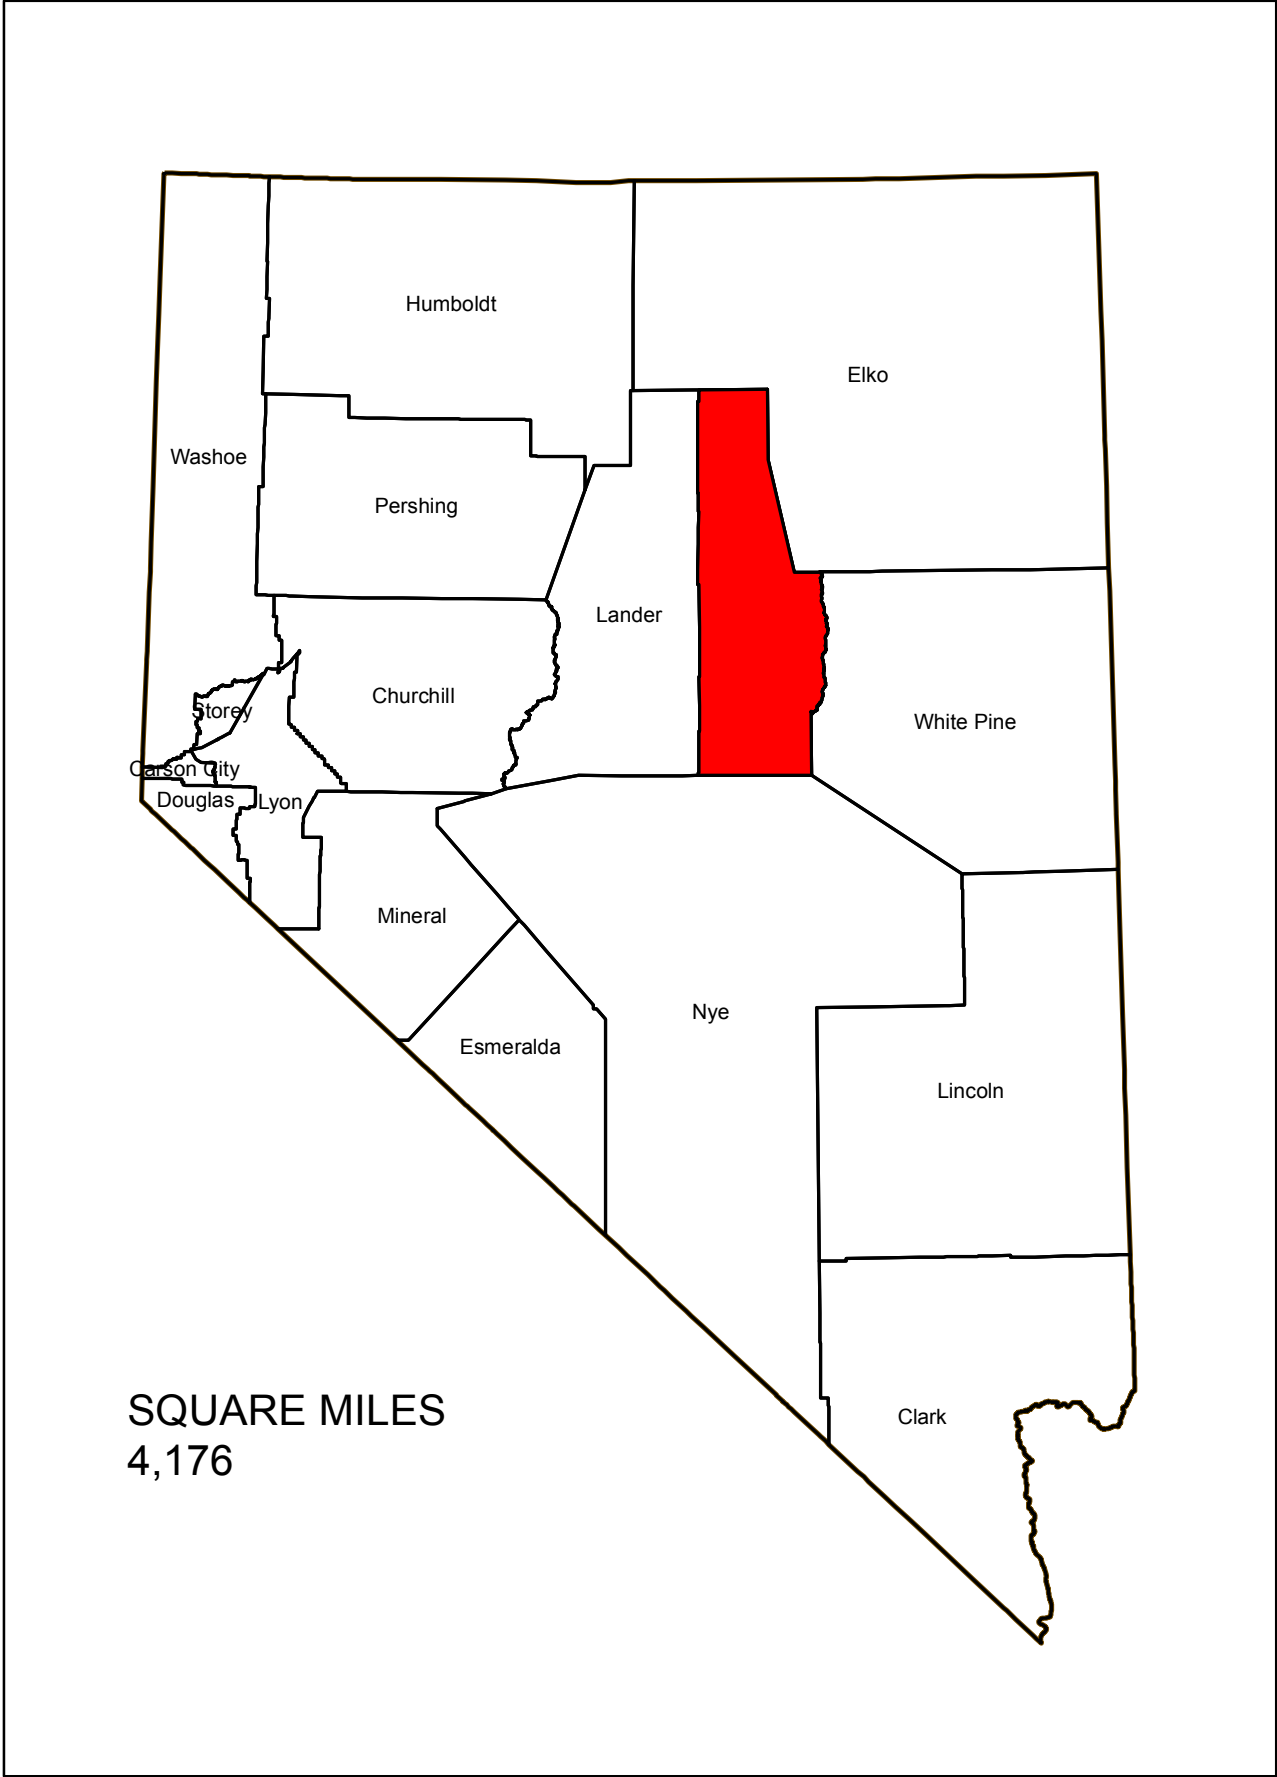 Humboldt
Elko
Washoe
Pershing
Lander
Churchill
Storey
White Pine
Carson City
Douglas
Lyon
Mineral
Nye
Esmeralda
Lincoln
SQUARE MILES
4,176
Clark